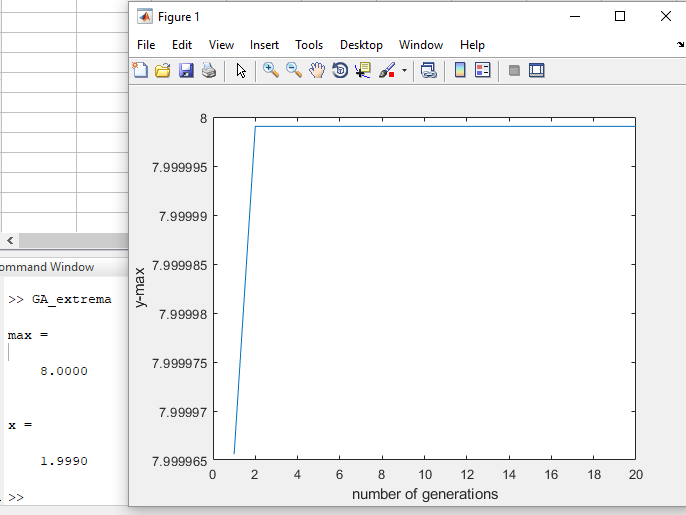 Figure 1
File Edit View Insert Tools Desktop Window Help
8
7.999995
7.99999
7.999985
7.99998
7.999975
7.99997
7.999965
y-max
0 2 4 6 8 10 12 14 16 18 20
number of generations
ommand Window
>> GA_extrema
max =
8.0000
x =
1.9990
>>